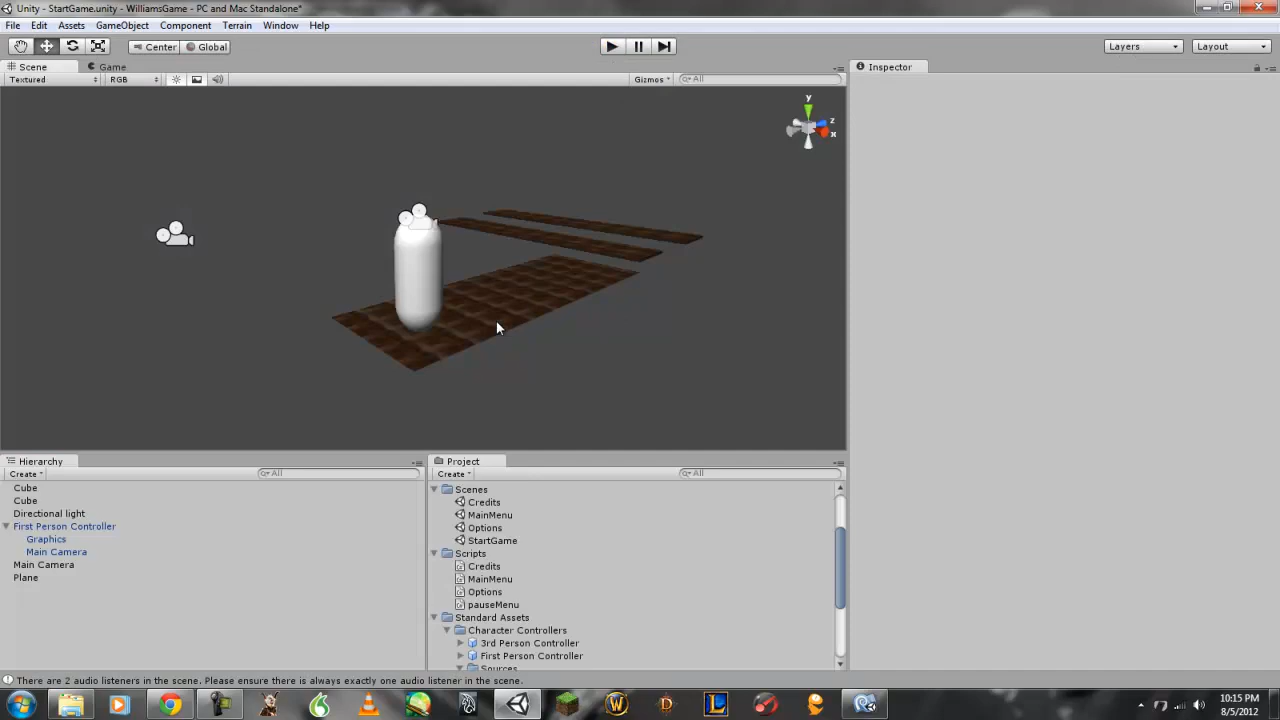 Unity - StartGame.unity - WilliamsGame - PC and Mac Standalone*
File Edit Assets GameObject Component Terrain Window Help
Center Global Layers Layout
Scene Game Inspector
Textured RGB Gizmos All
y
z
x
Hierarchy Project
Create All Create All
Cube
Cube
Directional light
First Person Controller
Graphics
Main Camera
Main Camera
Plane
Scenes
Credits
MainMenu
Options
StartGame
Scripts
Credits
MainMenu
Options
pauseMenu
Standard Assets
Character Controllers
3rd Person Controller
First Person Controller
Sources
There are 2 audio listeners in the scene. Please ensure there is always exactly one audio listener in the scene.
10:15 PM
8/5/2012